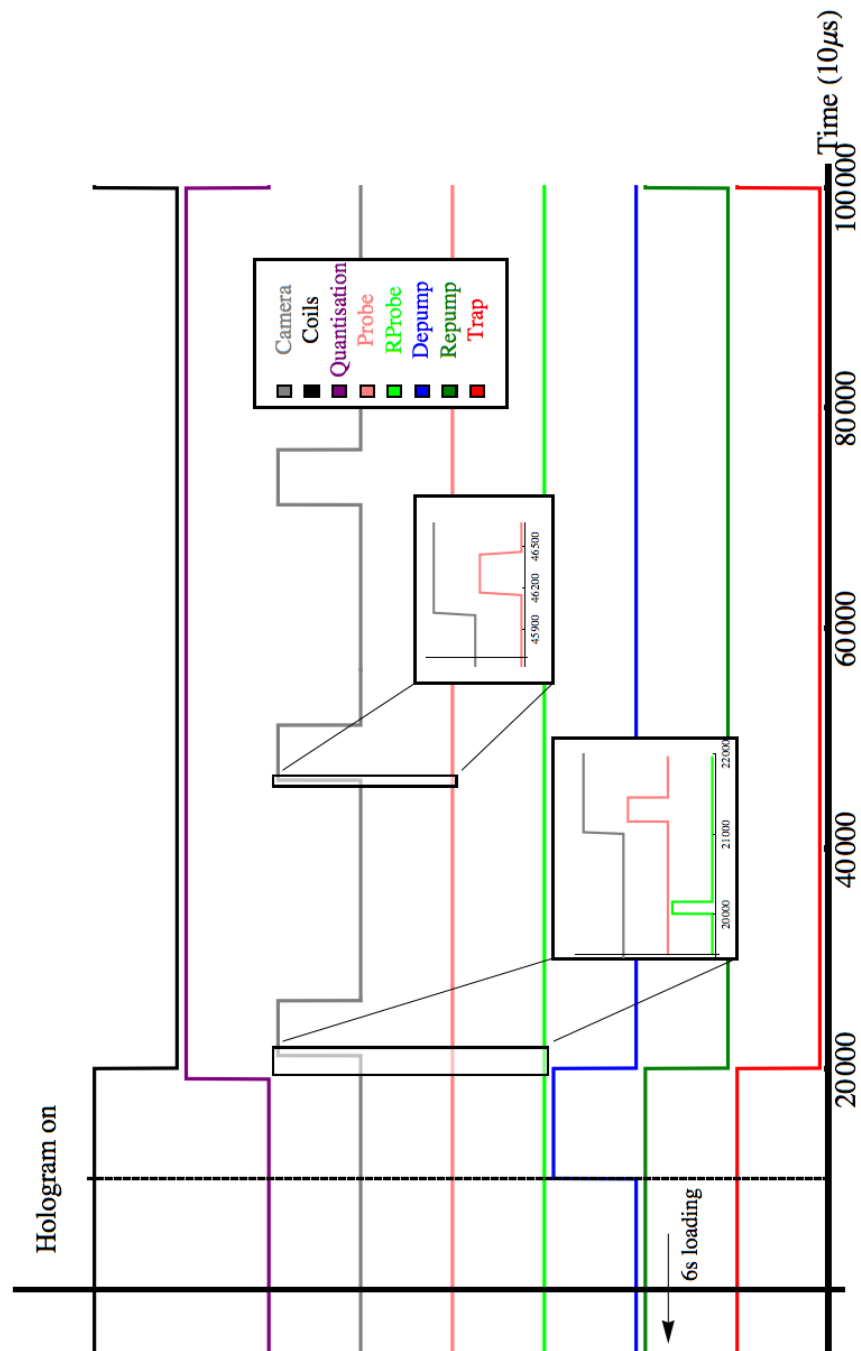 Hologram on
6s loading
Camera
Coils
Quantisation
Probe
RProbe
Depump
Repump
Trap
45900 46200 46500
20000 21000 22000
20000 40000 60000 80000 100000
Time (10μs)